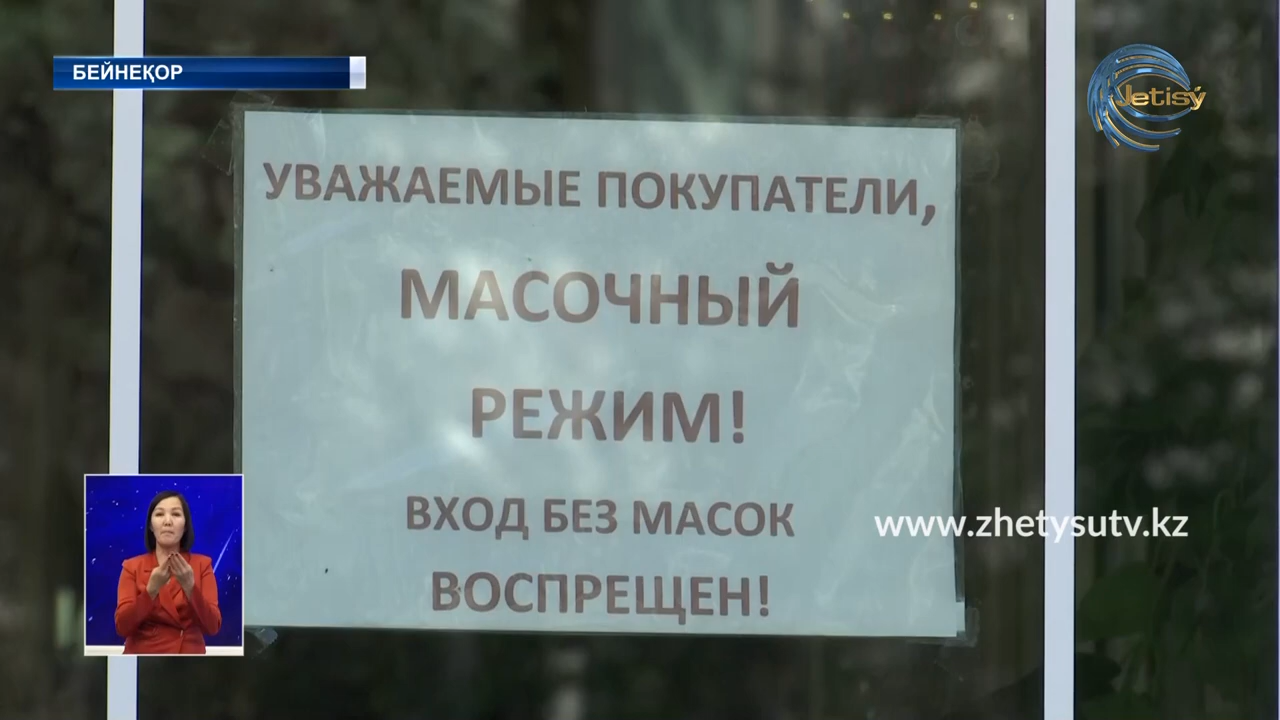 БЕЙНЕҚОР
Jetisý
УВАЖАЕМЫЕ ПОКУПАТЕЛИ,
МАСОЧНЫЙ
РЕЖИМ!
ВХОД БЕЗ МАСОК
ВОСПРЕЩЕН!
www.zhetysutv.kz